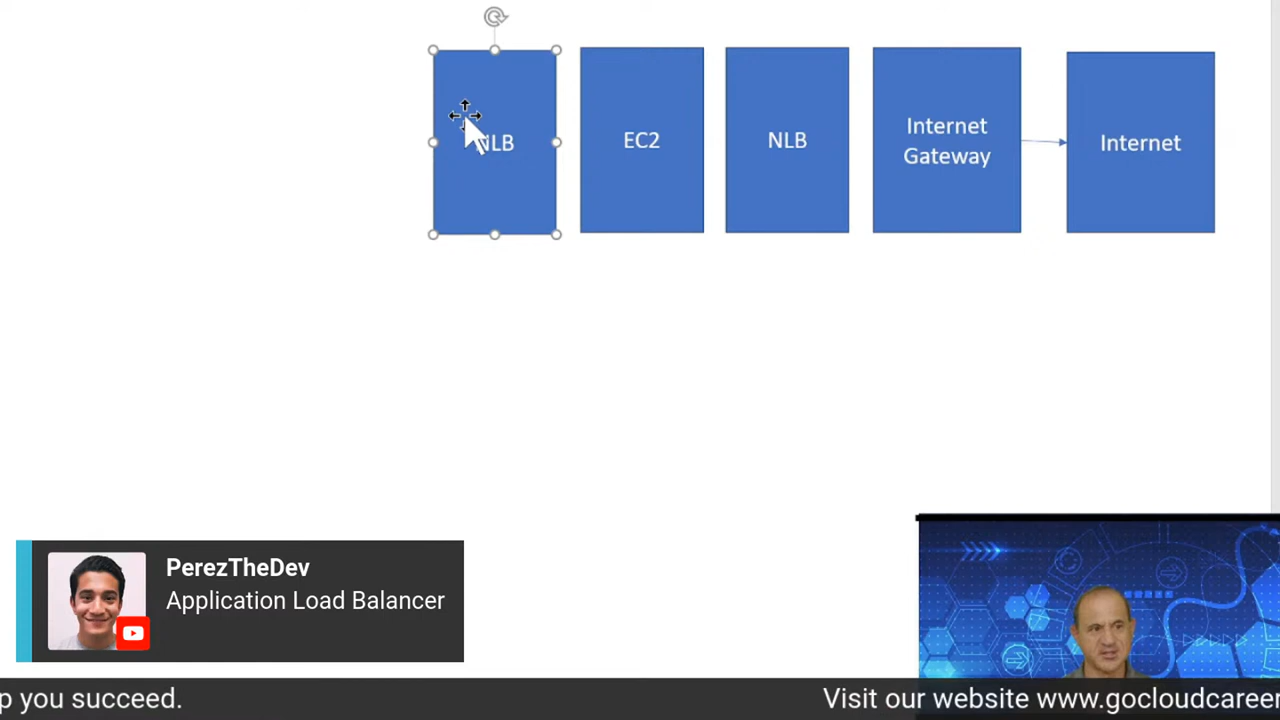 NLB
EC2
NLB
Internet
Gateway
Internet
PerezTheDev
Application Load Balancer
p you succeed.
Visit our website www.gocloudcareer